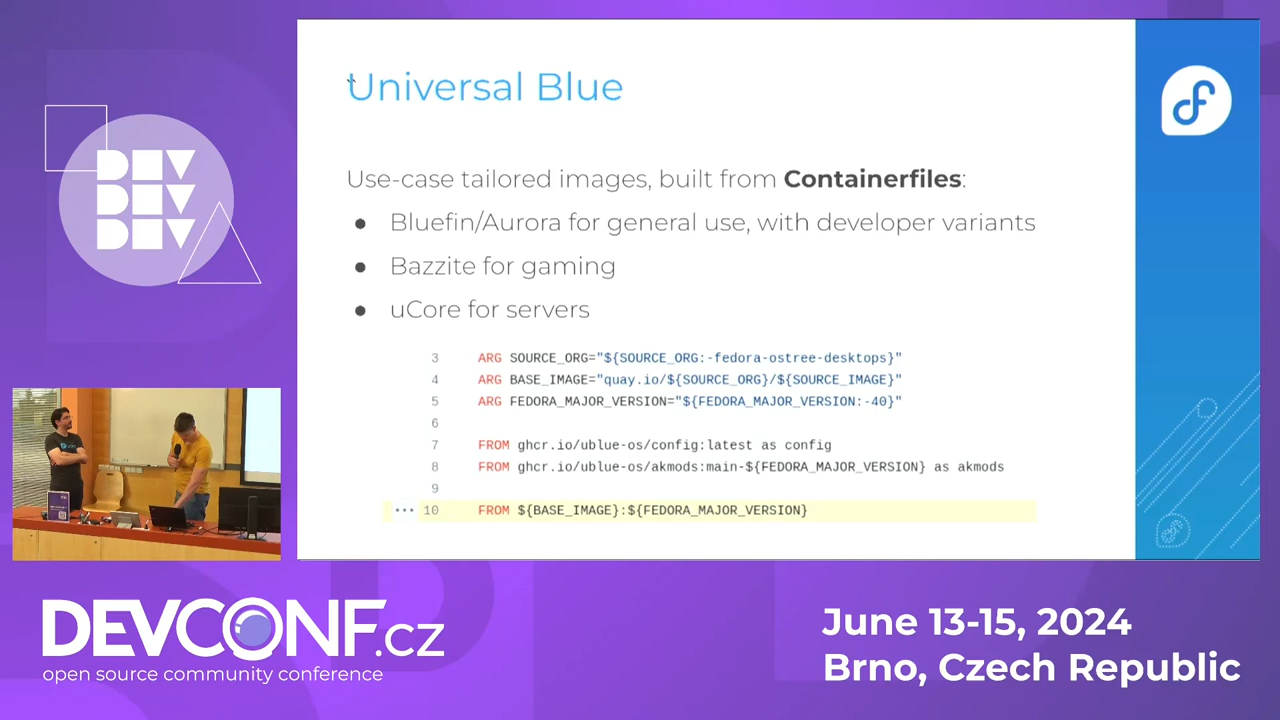 Universal Blue
Use-case tailored images, built from Containerfiles:
● Bluefin/Aurora for general use, with developer variants
● Bazzite for gaming
● uCore for servers
3 ARG SOURCE_ORG="${SOURCE_ORG:-fedora-ostree-desktops}"
4 ARG BASE_IMAGE="quay.io/${SOURCE_ORG}/${SOURCE_IMAGE}"
5 ARG FEDORA_MAJOR_VERSION="${FEDORA_MAJOR_VERSION:-40}"
6
7 FROM ghcr.io/ublue-os/config:latest as config
8 FROM ghcr.io/ublue-os/akmods:main-${FEDORA_MAJOR_VERSION} as akmods
9
··· 10 FROM ${BASE_IMAGE}:${FEDORA_MAJOR_VERSION}
DEV
DEV
DEV
DEVCONF.cz
open source community conference
June 13-15, 2024
Brno, Czech Republic